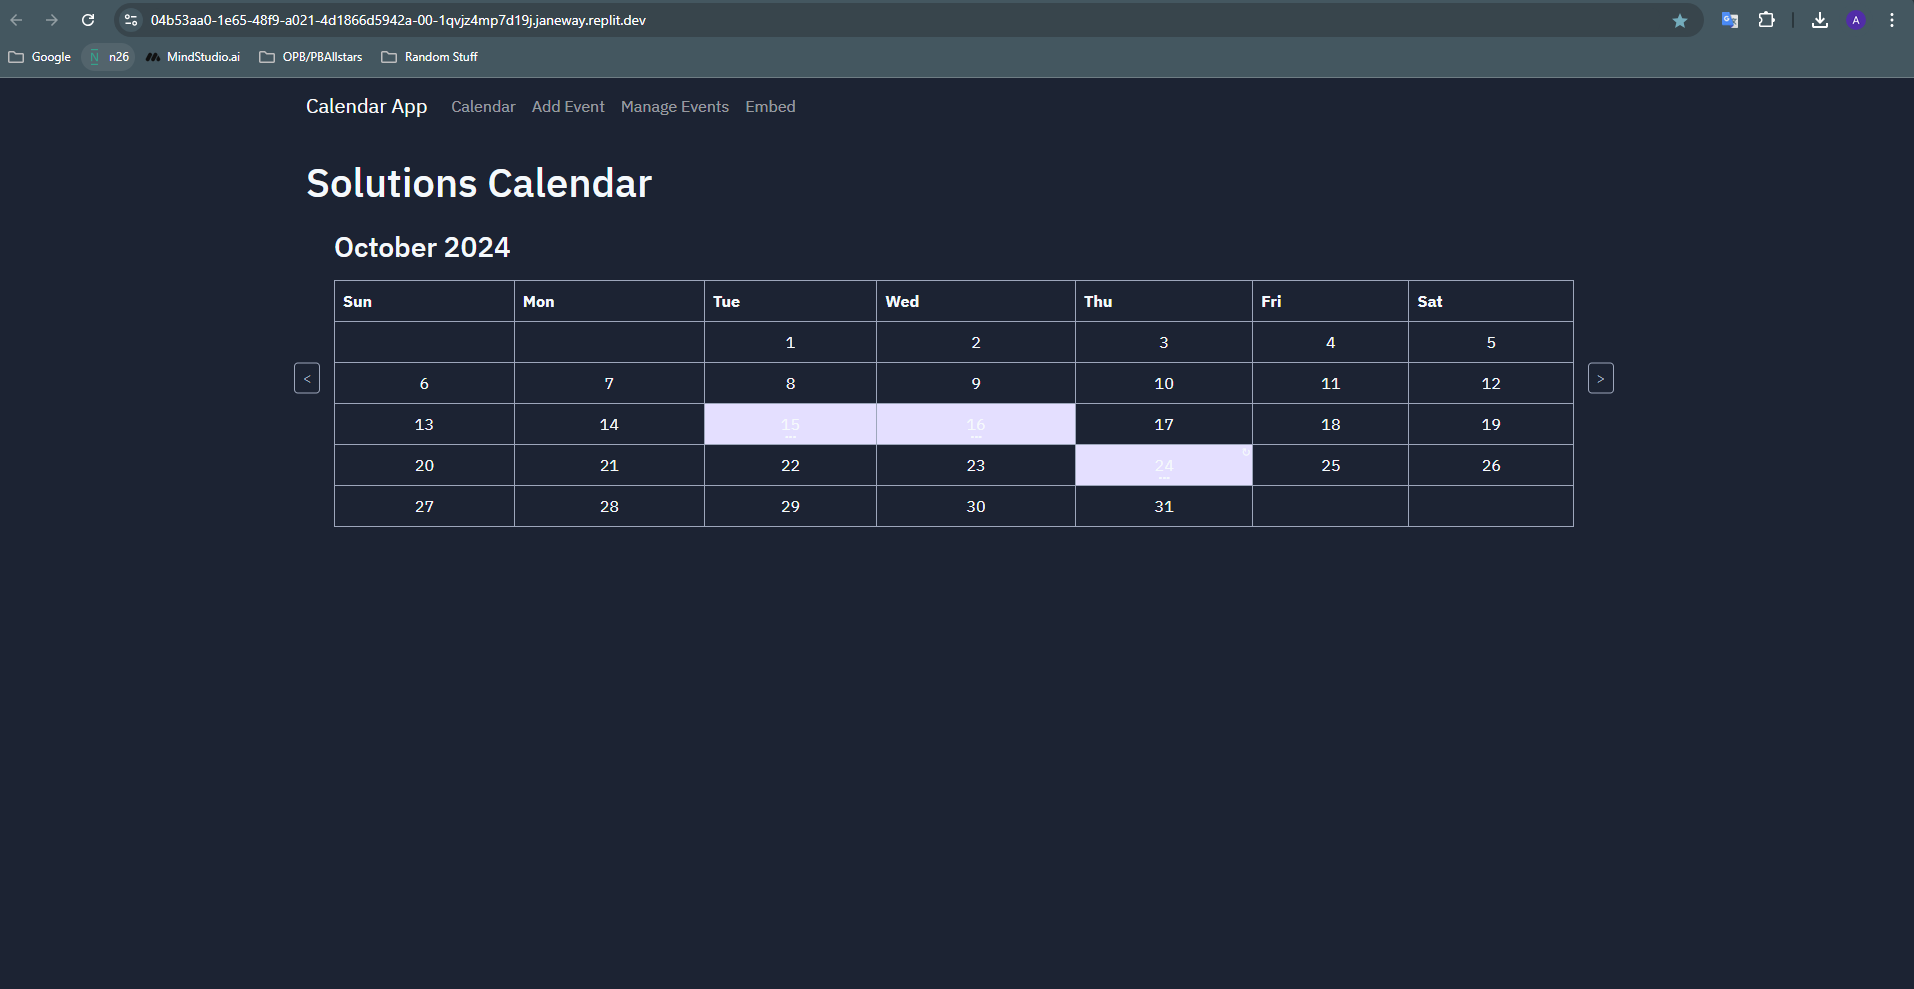 04b53aa0-1e65-48f9-a021-4d1866d5942a-00-1qvjz4mp7d19j.janeway.replit.dev
A
Google n26 MindStudio.ai OPB/PBAllstars Random Stuff
Calendar App Calendar Add Event Manage Events Embed
Solutions Calendar
October 2024
Sun Mon Tue Wed Thu Fri Sat
1 2 3 4 5
6 7 8 9 10 11 12
< >
13 14 15 16 17 18 19
20 21 22 23 24 25 26
27 28 29 30 31